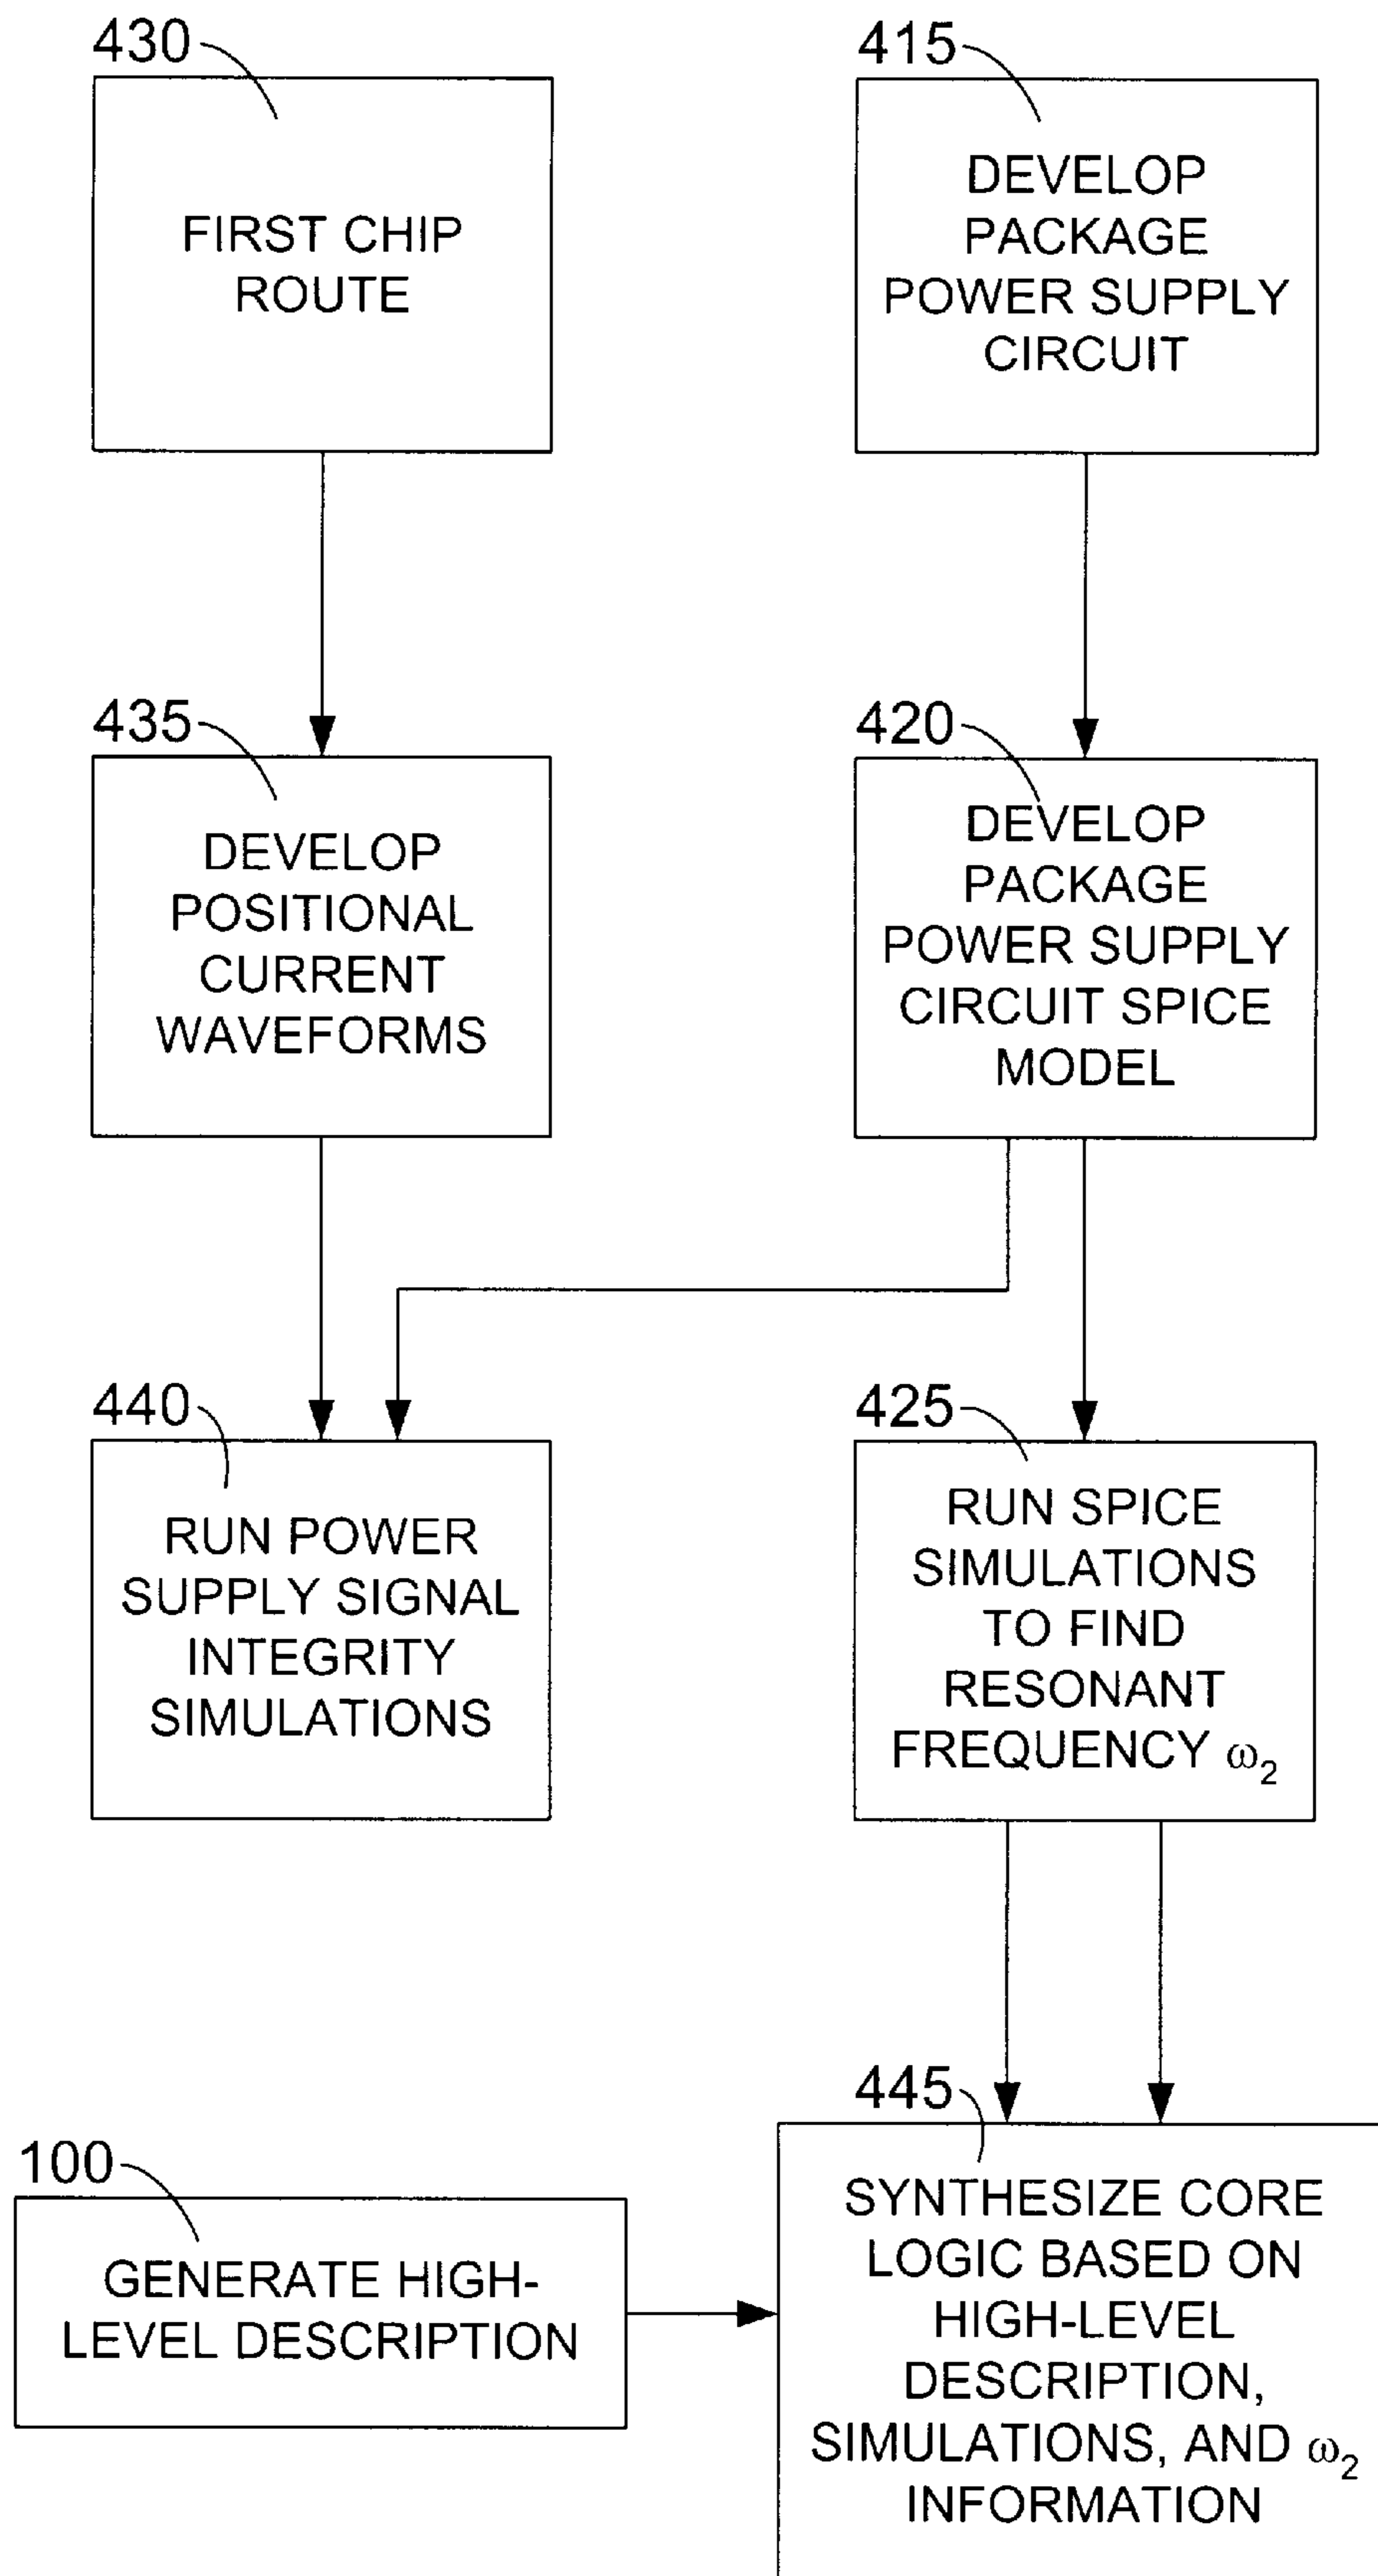 430
FIRST CHIP
ROUTE
415
DEVELOP
PACKAGE
POWER SUPPLY
CIRCUIT
435
DEVELOP
POSITIONAL
CURRENT
WAVEFORMS
420
DEVELOP
PACKAGE
POWER SUPPLY
CIRCUIT SPICE
MODEL
440
RUN POWER
SUPPLY SIGNAL
INTEGRITY
SIMULATIONS
425
RUN SPICE
SIMULATIONS
TO FIND
RESONANT
FREQUENCY ω₂
100
GENERATE HIGH-
LEVEL DESCRIPTION
445
SYNTHESIZE CORE
LOGIC BASED ON
HIGH-LEVEL
DESCRIPTION,
SIMULATIONS, AND ω₂
INFORMATION